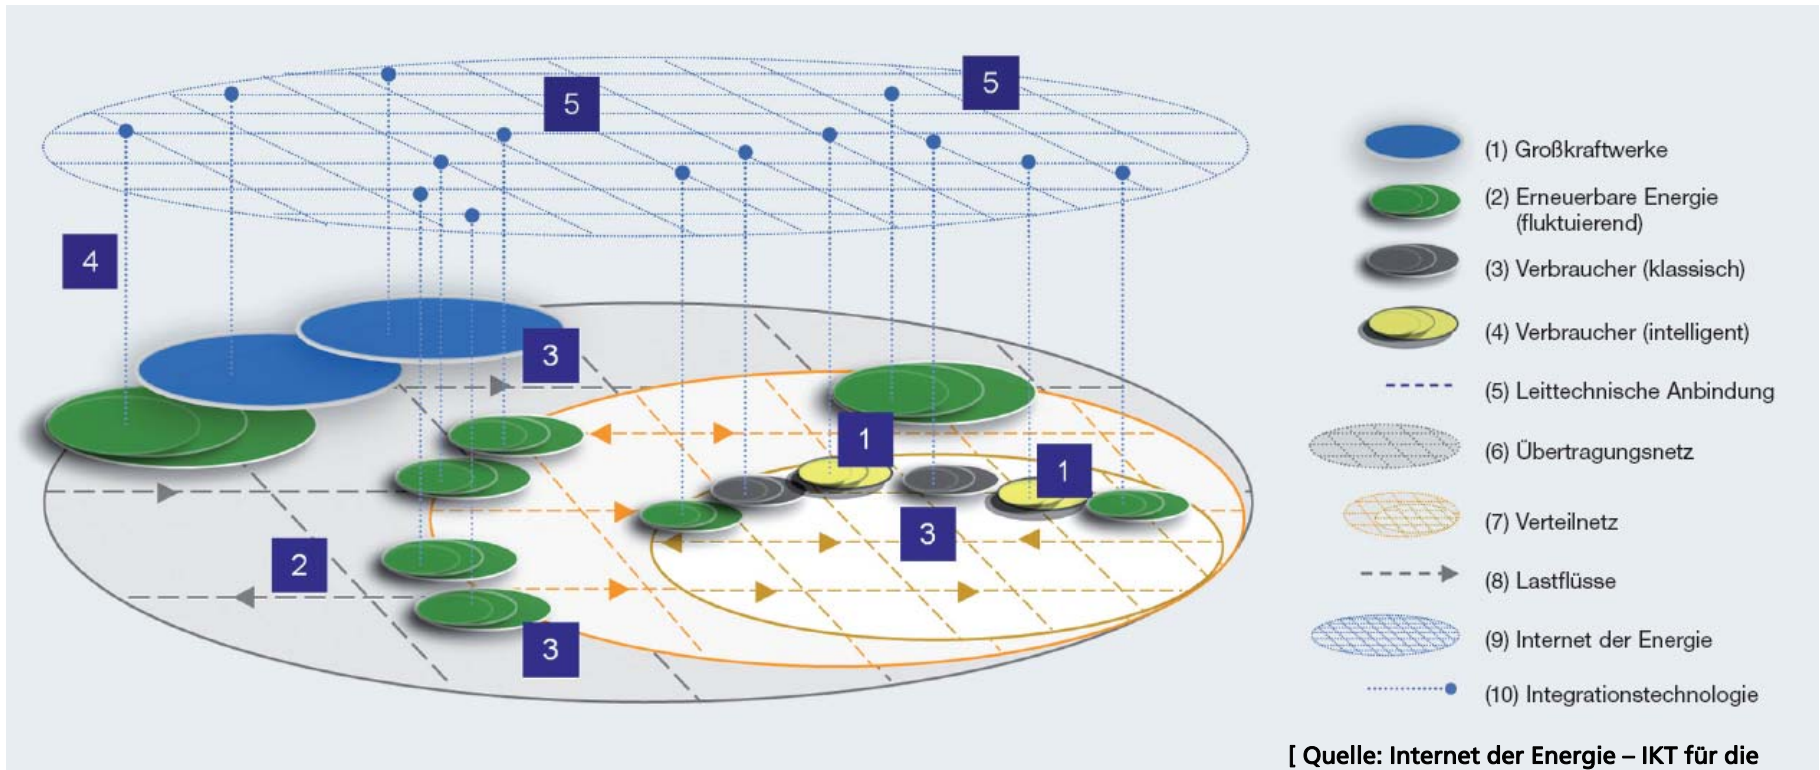 5
5
4
3
1
1
3
2
3
(1) Großkraftwerke
(2) Erneuerbare Energie
(fluktuierend)
(3) Verbraucher (klassisch)
(4) Verbraucher (intelligent)
(5) Leittechnische Anbindung
(6) Übertragungsnetz
(7) Verteilnetz
(8) Lastflüsse
(9) Internet der Energie
(10) Integrationstechnologie
[ Quelle: Internet der Energie – IKT für die